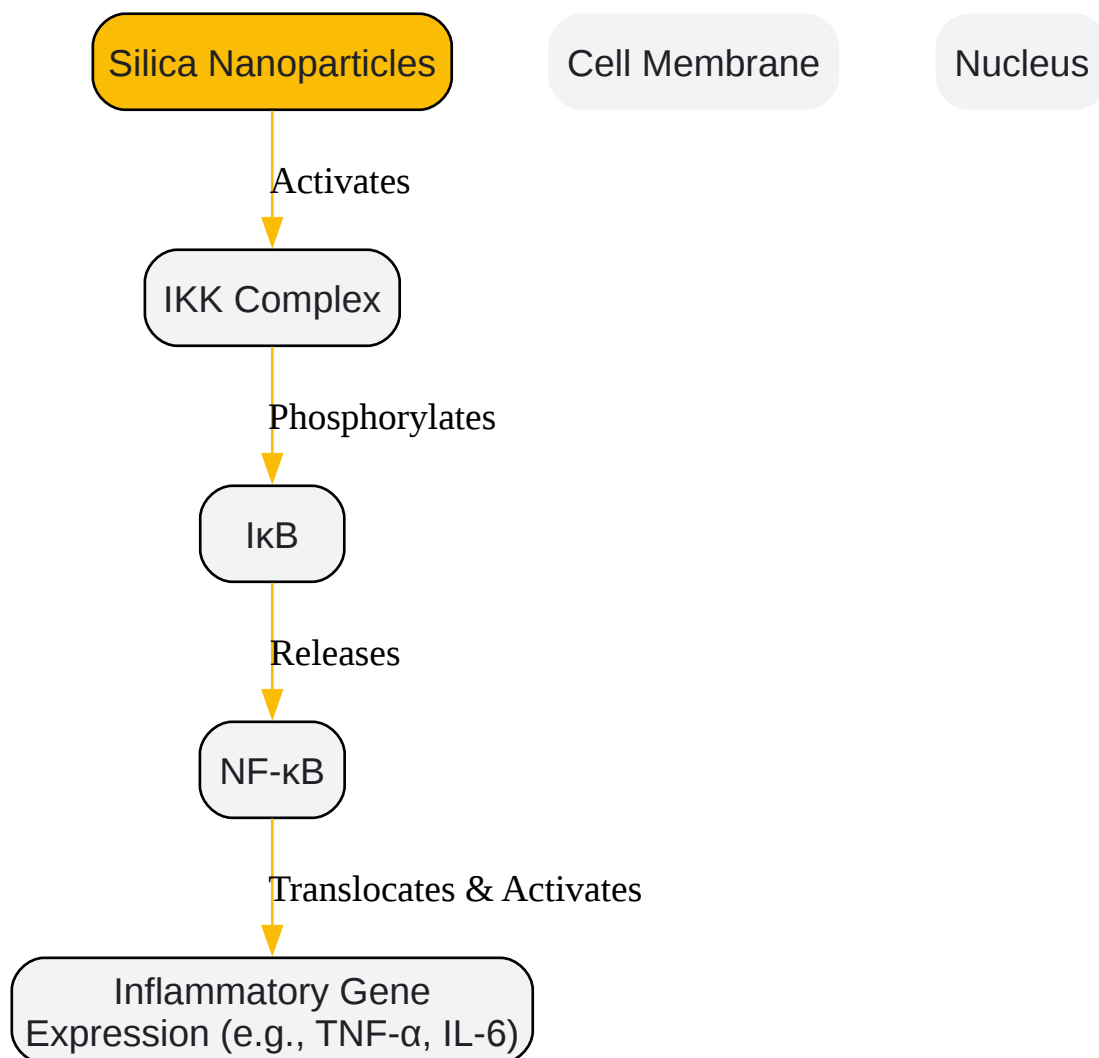 Silica Nanoparticles
Cell Membrane
Nucleus
Activates
IKK Complex
Phosphorylates
IκB
Releases
NF-κB
Translocates & Activates
Inflammatory Gene
Expression (e.g., TNF-α, IL-6)